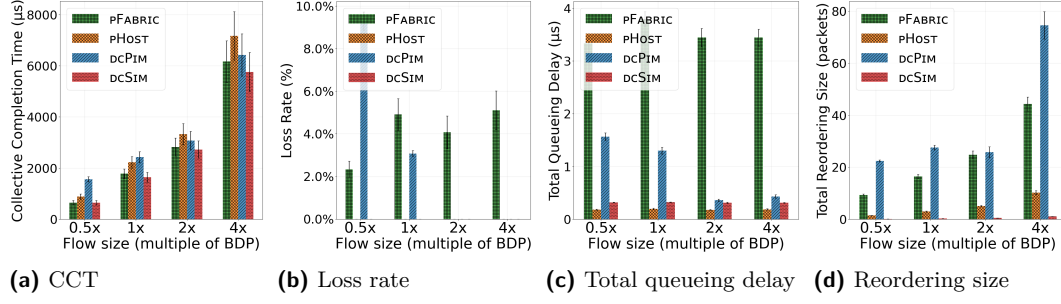 Collective Completion Time (µs)
8000
6000
4000
2000
0
pFabric
pHost
dcPim
dcSim
0.5x 1x 2x 4x
Flow size (multiple of BDP)
(a) CCT
Loss Rate (%)
10.0%
8.0%
6.0%
4.0%
2.0%
0.0%
pFabric
pHost
dcPim
dcSim
0.5x 1x 2x 4x
Flow size (multiple of BDP)
(b) Loss rate
Total Queueing Delay (µs)
4
3
2
1
0
pFabric
pHost
dcPim
dcSim
0.5x 1x 2x 4x
Flow size (multiple of BDP)
(c) Total queueing delay
Total Reordering Size (packets)
80
60
40
20
0
pFabric
pHost
dcPim
dcSim
0.5x 1x 2x 4x
Flow size (multiple of BDP)
(d) Reordering size